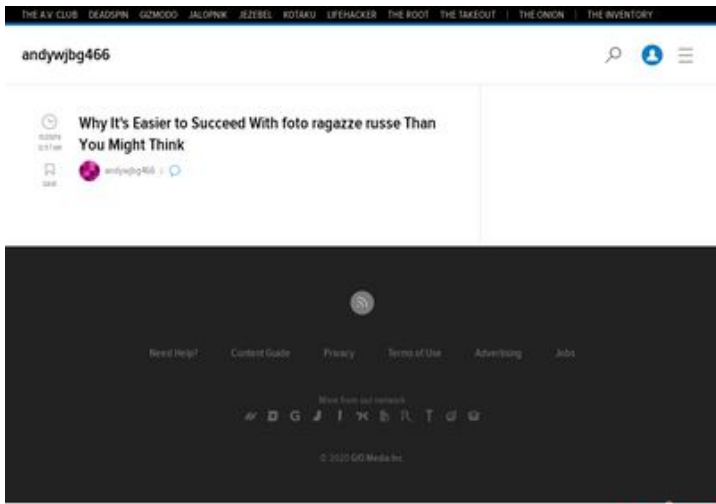 THE A.V. CLUB DEADSPIN GIZMODO JALOPNIK JEZEBEL KOTAKU LIFEHACKER THE ROOT THE TAKEOUT | THE ONION | THE INVENTORY
andywjbg466
Why It's Easier to Succeed With foto ragazze russe Than
You Might Think
andywjbg466
Need Help? Content Guide Privacy Terms of Use Advertising Jobs
More from our network
© 2020 G/O Media Inc.